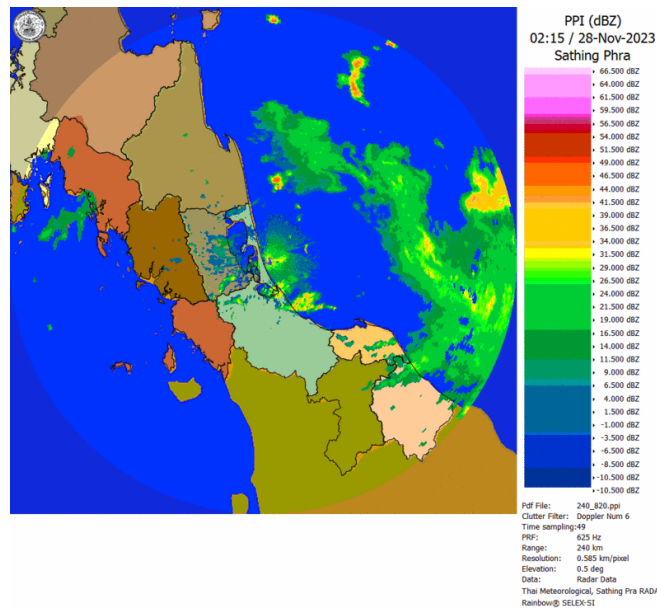 PPI (dBZ)
02:15 / 28-Nov-2023
Sathing Phra
66.500 dBZ
64.000 dBZ
61.500 dBZ
59.500 dBZ
56.500 dBZ
54.000 dBZ
51.500 dBZ
49.000 dBZ
46.500 dBZ
44.000 dBZ
41.500 dBZ
39.000 dBZ
36.500 dBZ
34.000 dBZ
31.500 dBZ
29.000 dBZ
26.500 dBZ
24.000 dBZ
21.500 dBZ
19.000 dBZ
16.500 dBZ
14.000 dBZ
11.500 dBZ
9.000 dBZ
6.500 dBZ
4.000 dBZ
1.500 dBZ
-1.000 dBZ
-3.500 dBZ
-6.500 dBZ
-8.500 dBZ
-10.500 dBZ
Pdf File: 240_820.ppi
Clutter Filter: Doppler Num 6
Time sampling:49
PRF: 625 Hz
Range: 240 km
Resolution: 0.585 km/pixel
Elevation: 0.5 deg
Data: Radar Data
Thai Meteorological, Sathing Pra RADA
Rainbow® SELEX-SI